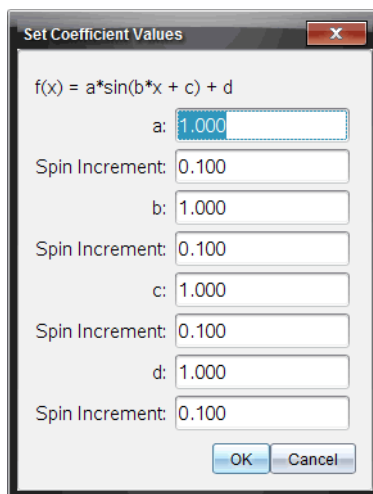 Set Coefficient Values
f(x) = a*sin(b*x + c) + d
a: 1.000
Spin Increment: 0.100
b: 1.000
Spin Increment: 0.100
c: 1.000
Spin Increment: 0.100
d: 1.000
Spin Increment: 0.100
OK Cancel